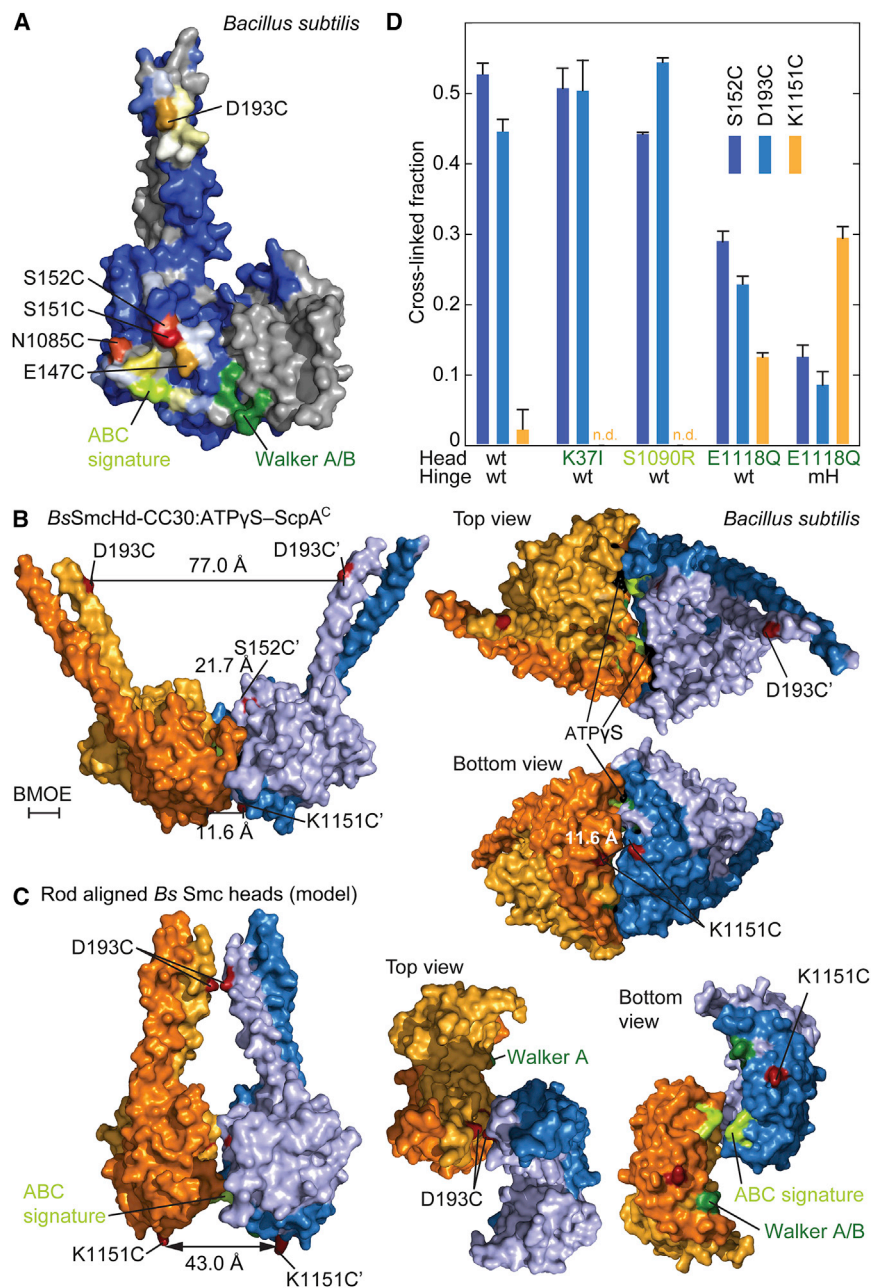 A
Bacillus subtilis
D193C
S152C
S151C
N1085C
E147C
ABC
signature
Walker A/B
D
Cross-linked fraction
0.5
0.4
0.3
0.2
0.1
0
S152C
D193C
K1151C
n.d.
n.d.
Head wt K37I S1090R E1118Q E1118Q
Hinge wt wt wt wt mH
B
BsSmcHd-CC30:ATPγS–ScpAᶜ
D193C
D193C'
77.0 Å
S152C'
21.7 Å
BMOE
K1151C'
11.6 Å
Top view
Bacillus subtilis
D193C'
ATPγS
Bottom view
11.6 Å
K1151C
C
Rod aligned Bs Smc heads (model)
D193C
ABC
signature
K1151C
43.0 Å
K1151C'
Top view
Walker A
D193C
Bottom
view
K1151C
ABC signature
Walker A/B